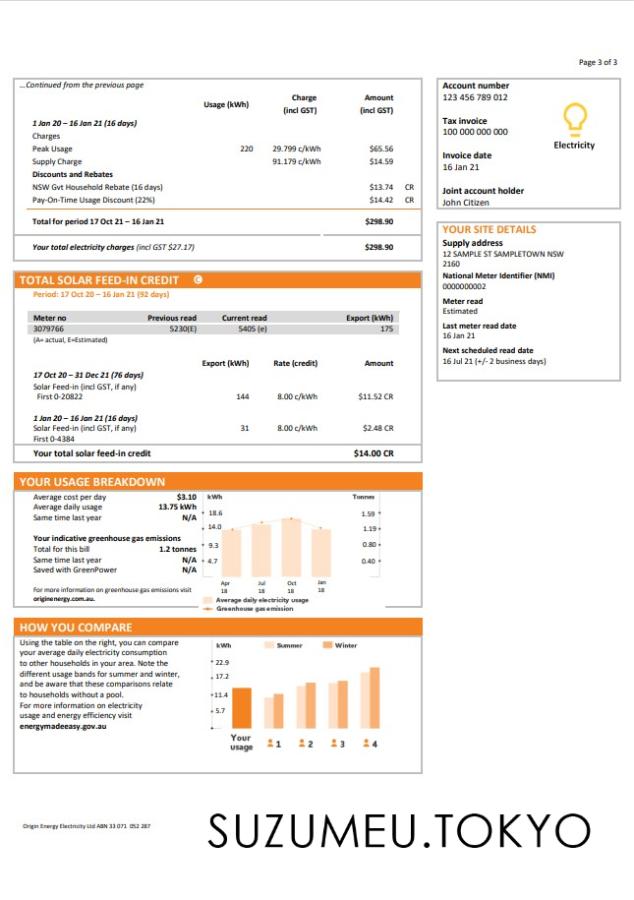 Page 3 of 3
...Continued from the previous page
Usage (kWh) Charge (incl GST) Amount (incl GST)
1 Jan 20 – 16 Jan 21 (16 days)
Charges
Peak Usage 220 29.799 c/kWh $65.56
Supply Charge 91.179 c/kWh $14.59
Discounts and Rebates
NSW Gvt Household Rebate (16 days) $13.74 CR
Pay-On-Time Usage Discount (22%) $14.42 CR
Total for period 17 Oct 21 – 16 Jan 21 $298.90
Your total electricity charges (incl GST $27.17) $298.90
TOTAL SOLAR FEED-IN CREDIT
Period: 17 Oct 20 – 16 Jan 21 (92 days)
Meter no Previous read Current read Export (kWh)
3079766 5230(E) 5405 (e) 175
(A= actual, E=Estimated)
Export (kWh) Rate (credit) Amount
17 Oct 20 – 31 Dec 21 (76 days)
Solar Feed-in (incl GST, if any)
First 0-20822 144 8.00 c/kWh $11.52 CR
1 Jan 20 – 16 Jan 21 (16 days)
Solar Feed-in (incl GST, if any) 31 8.00 c/kWh $2.48 CR
First 0-4384
Your total solar feed-in credit $14.00 CR
YOUR USAGE BREAKDOWN
Average cost per day $3.10
Average daily usage 13.75 kWh
Same time last year N/A
Your indicative greenhouse gas emissions
Total for this bill 1.2 tonnes
Same time last year N/A
Saved with GreenPower N/A
For more information on greenhouse gas emissions visit
originenergy.com.au.
kWh Tonnes
18.6 1.59
14.0 1.19
9.3 0.80
4.7 0.40
Apr Jul Oct Jan
18 18 18 18
Average daily electricity usage
Greenhouse gas emission
HOW YOU COMPARE
Using the table on the right, you can compare
your average daily electricity consumption
to other households in your area. Note the
different usage bands for summer and winter,
and be aware that these comparisons relate
to households without a pool.
For more information on electricity
usage and energy efficiency visit
energymadeeasy.gov.au
kWh Summer Winter
22.9
17.2
11.4
5.7
Your usage 1 2 3 4
Account number
123 456 789 012
Tax invoice
100 000 000 000
Electricity
Invoice date
16 Jan 21
Joint account holder
John Citizen
YOUR SITE DETAILS
Supply address
12 SAMPLE ST SAMPLETOWN NSW
2160
National Meter Identifier (NMI)
0000000002
Meter read
Estimated
Last meter read date
16 Jan 21
Next scheduled read date
16 Jul 21 (+/- 2 business days)
Origin Energy Electricity Ltd ABN 33 071 052 287
SUZUMEU.TOKYO